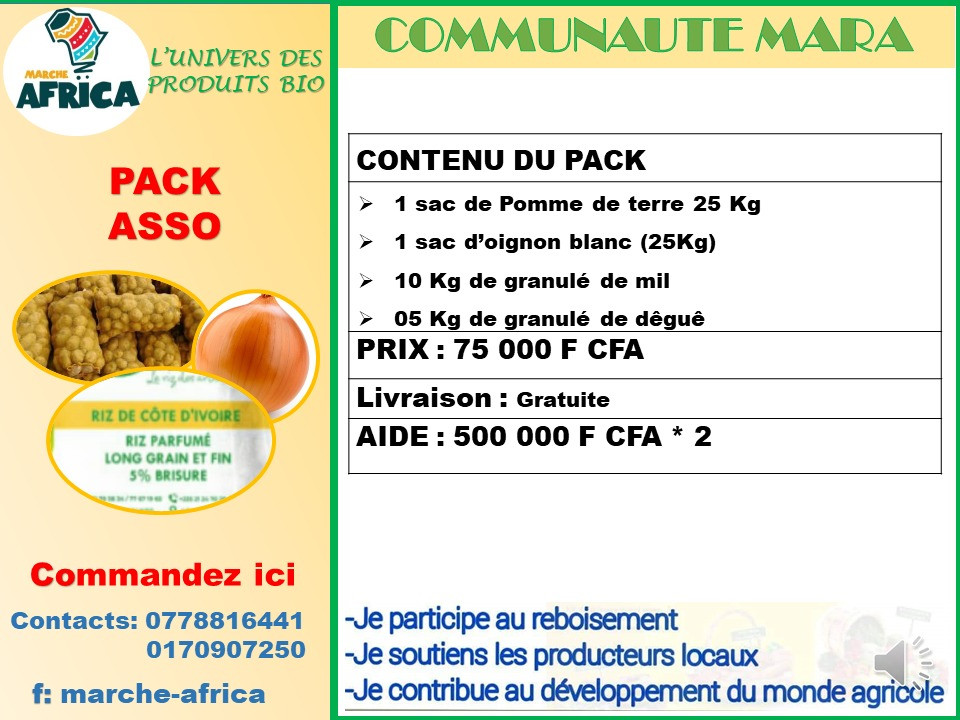 MARCHE
AFRICA
L'UNIVERS DES
PRODUITS BIO
PACK
ASSO
RIZ DE CÔTE D'IVOIRE
RIZ PARFUMÉ
LONG GRAIN ET FIN
5% BRISURE
Commandez ici
Contacts: 0778816441
0170907250
f: marche-africa
COMMUNAUTE MARA
CONTENU DU PACK
➢ 1 sac de Pomme de terre 25 Kg
➢ 1 sac d'oignon blanc (25Kg)
➢ 10 Kg de granulé de mil
➢ 05 Kg de granulé de dêguê
PRIX : 75 000 F CFA
Livraison : Gratuite
AIDE : 500 000 F CFA * 2
-Je participe au reboisement
-Je soutiens les producteurs locaux
-Je contribue au développement du monde agricole